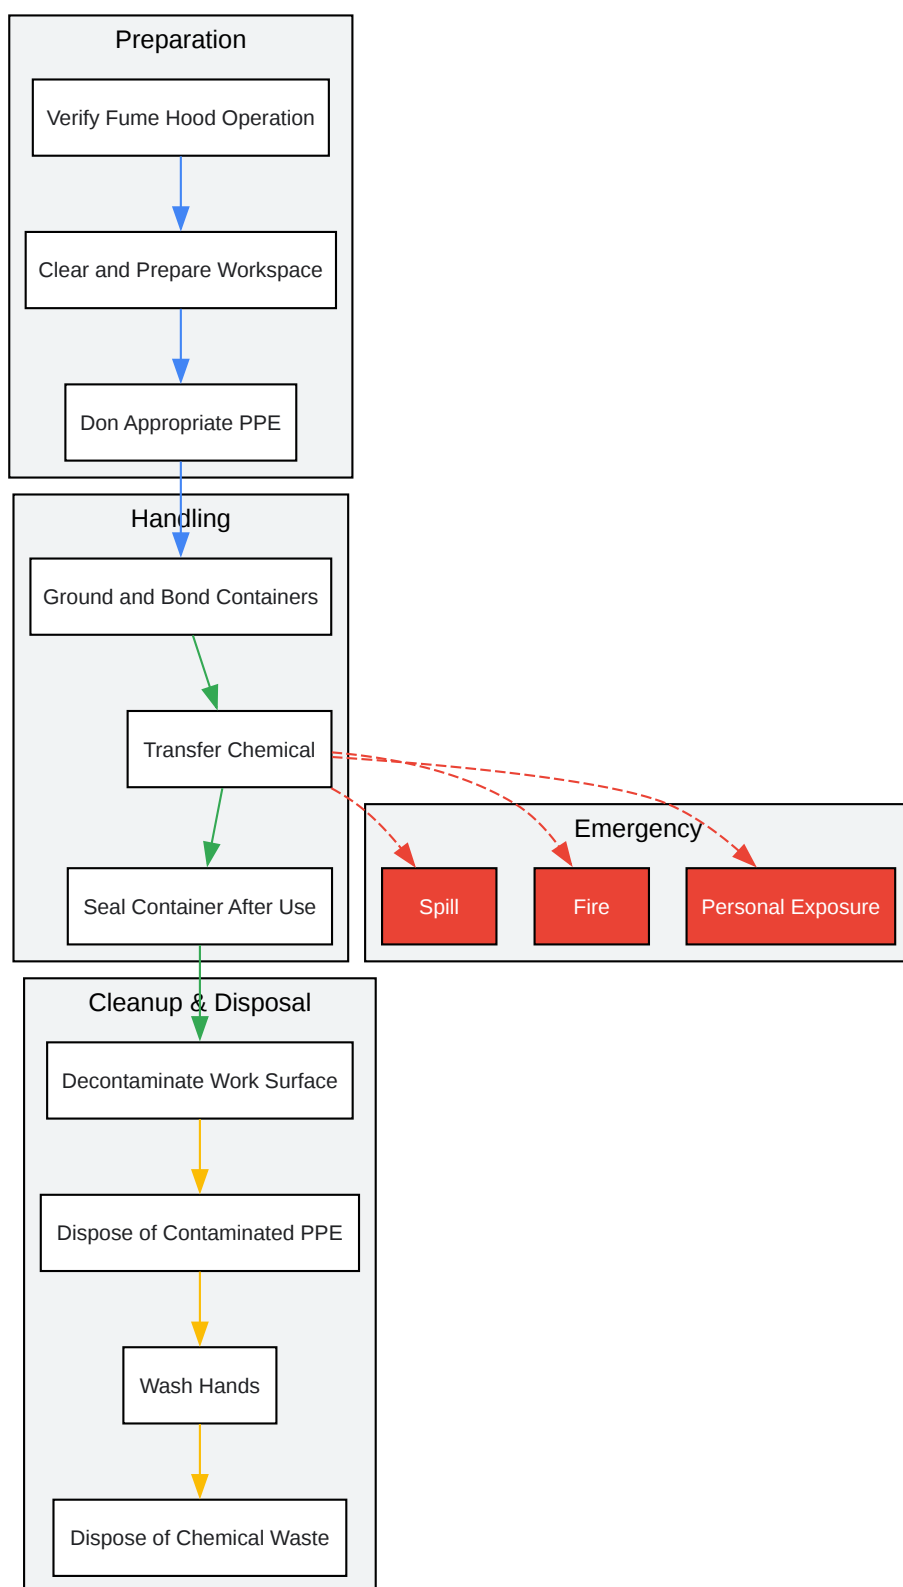 Preparation
Verify Fume Hood Operation
Clear and Prepare Workspace
Don Appropriate PPE
Handling
Ground and Bond Containers
Transfer Chemical
Seal Container After Use
Emergency
Spill
Fire
Personal Exposure
Cleanup & Disposal
Decontaminate Work Surface
Dispose of Contaminated PPE
Wash Hands
Dispose of Chemical Waste